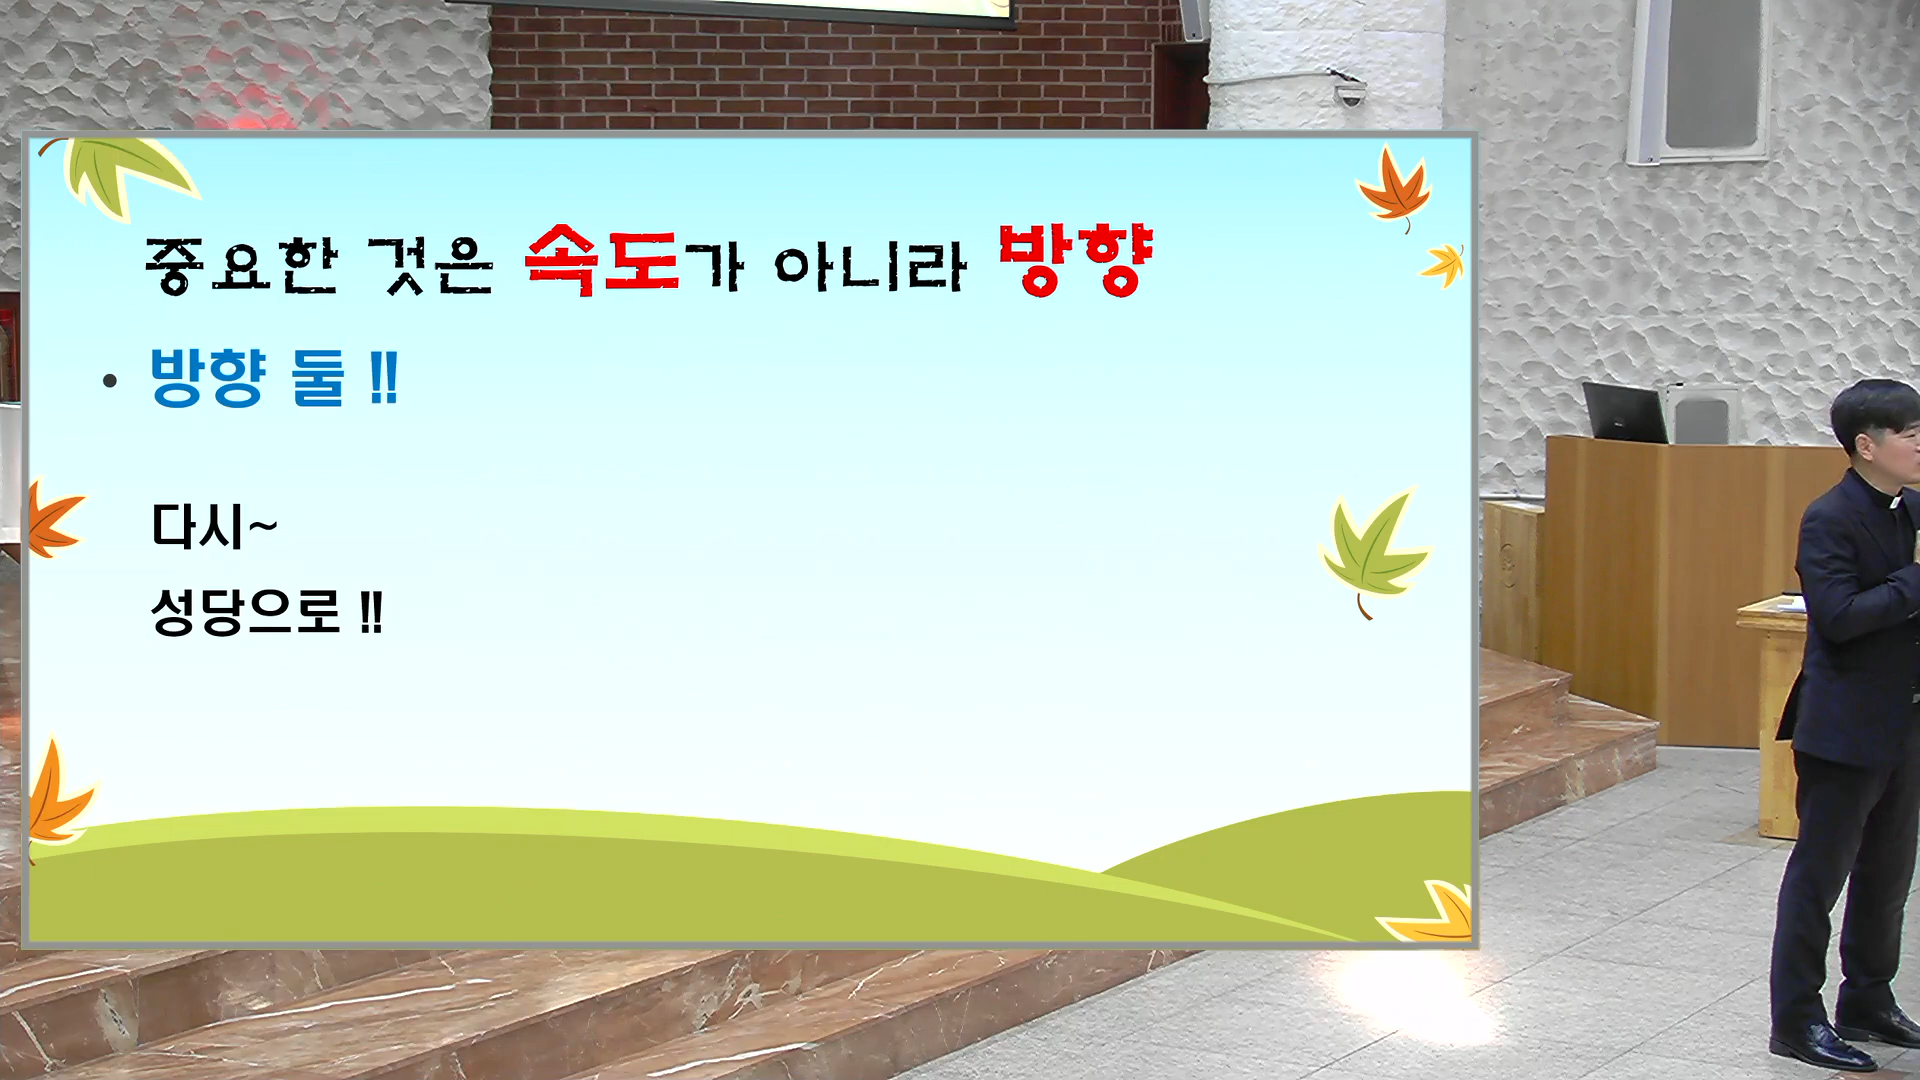 중요한 것은 속도가 아니라 방향
• 방향 둘 !!
다시~
성당으로 !!